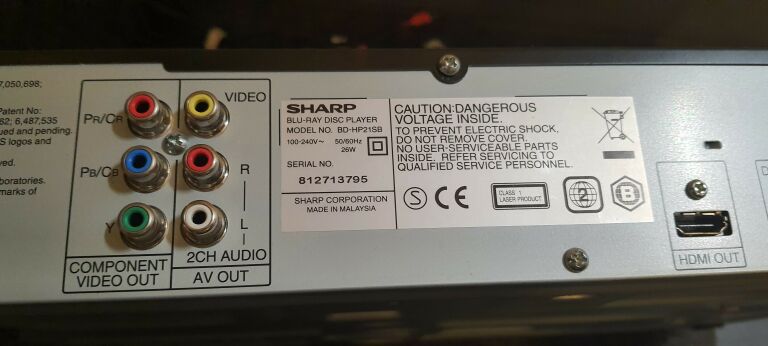 7,050,698;
Patent No:
62; 6,487,535
ued and pending.
S logos and
ved.
aboratories.
marks of
PR/CR
PB/CB
Y
COMPONENT
VIDEO OUT
VIDEO
R
L
2CH AUDIO
AV OUT
SHARP
BLU-RAY DISC PLAYER
MODEL NO. BD-HP21SB
100-240V~ 50/60Hz
26W
SERIAL NO.
812713795
SHARP CORPORATION
MADE IN MALAYSIA
CAUTION:DANGEROUS
VOLTAGE INSIDE.
TO PREVENT ELECTRIC SHOCK,
DO NOT REMOVE COVER.
NO USER-SERVICEABLE PARTS
INSIDE. REFER SERVICING TO
QUALIFIED SERVICE PERSONNEL.
S CE
CLASS 1
LASER PRODUCT
2
B
HDMI OUT
D